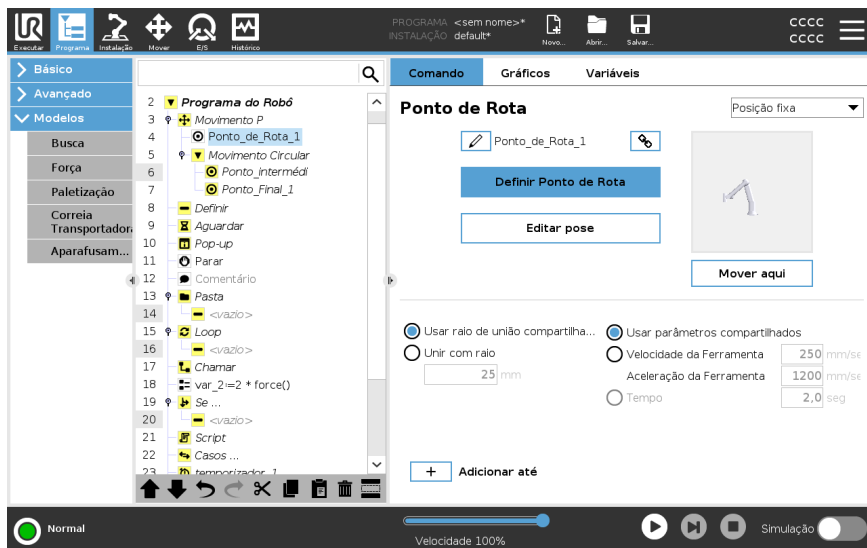 PROGRAMA <sem nome>*
INSTALAÇÃO default*
Executar Programa Instalação Mover E/S Histórico
Novo... Abrir... Salvar...
CCCC
CCCC
Básico
Avançado
Modelos
Busca
Força
Paletização
Correia
Transportadora
Aparafusam...
2 Programa do Robô
3 Movimento P
4 Ponto_de_Rota_1
5 Movimento Circular
6 Ponto_intermédi
7 Ponto_Final_1
8 Definir
9 Aguardar
10 Pop-up
11 Parar
12 Comentário
13 Pasta
14 <vazio>
15 Loop
16 <vazio>
17 Chamar
18 var_2≔2 * force()
19 Se ...
20 <vazio>
21 Script
22 Casos ...
23 temporizador_1
Comando Gráficos Variáveis
Ponto de Rota
Posição fixa
Ponto_de_Rota_1
Definir Ponto de Rota
Editar pose
Mover aqui
Usar raio de união compartilha...
Unir com raio
25 mm
Usar parâmetros compartilhados
Velocidade da Ferramenta 250 mm/se
Aceleração da Ferramenta 1200 mm/se
Tempo 2,0 seg
+ Adicionar até
Normal
Velocidade 100%
Simulação